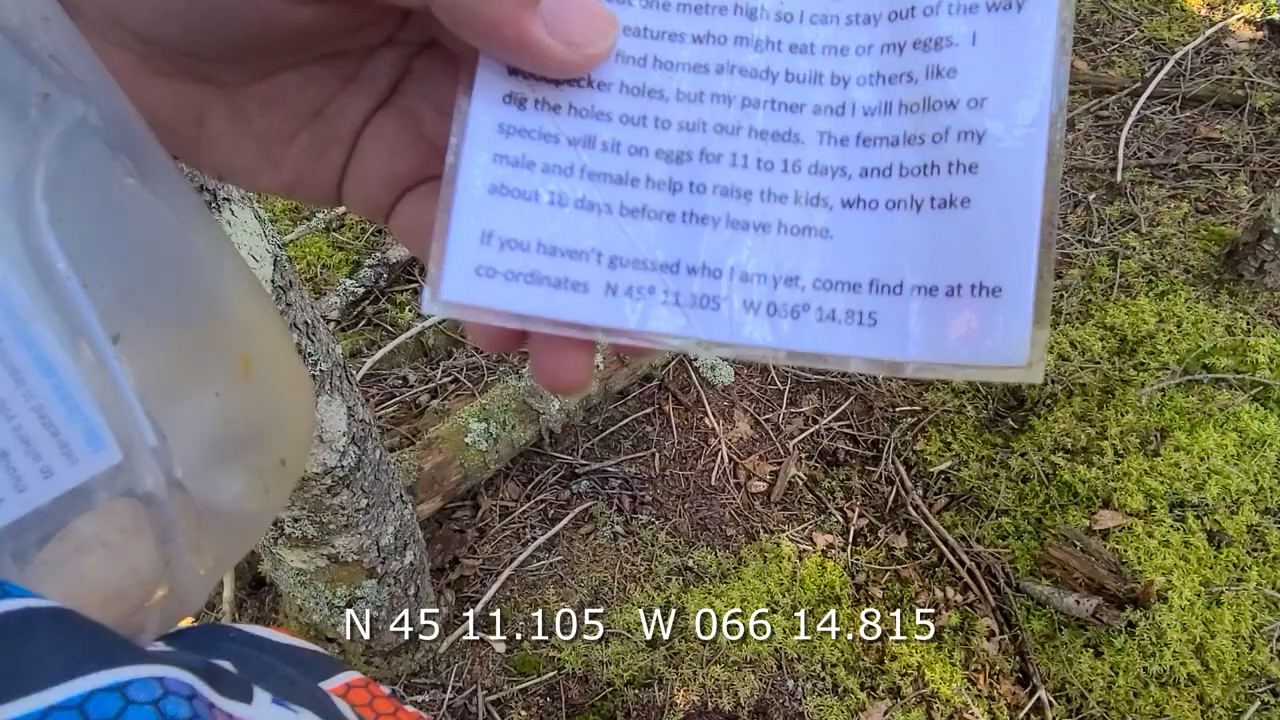 one metre high so I can stay out of the way
eatures who might eat me or my eggs. I
find homes already built by others, like
woodpecker holes, but my partner and I will hollow or
dig the holes out to suit our needs. The females of my
species will sit on eggs for 11 to 16 days, and both the
male and female help to raise the kids, who only take
about 18 days before they leave home.
If you haven't guessed who I am yet, come find me at the
co-ordinates N 45° 11.305' W 066° 14.815
N 45 11.105 W 066 14.815